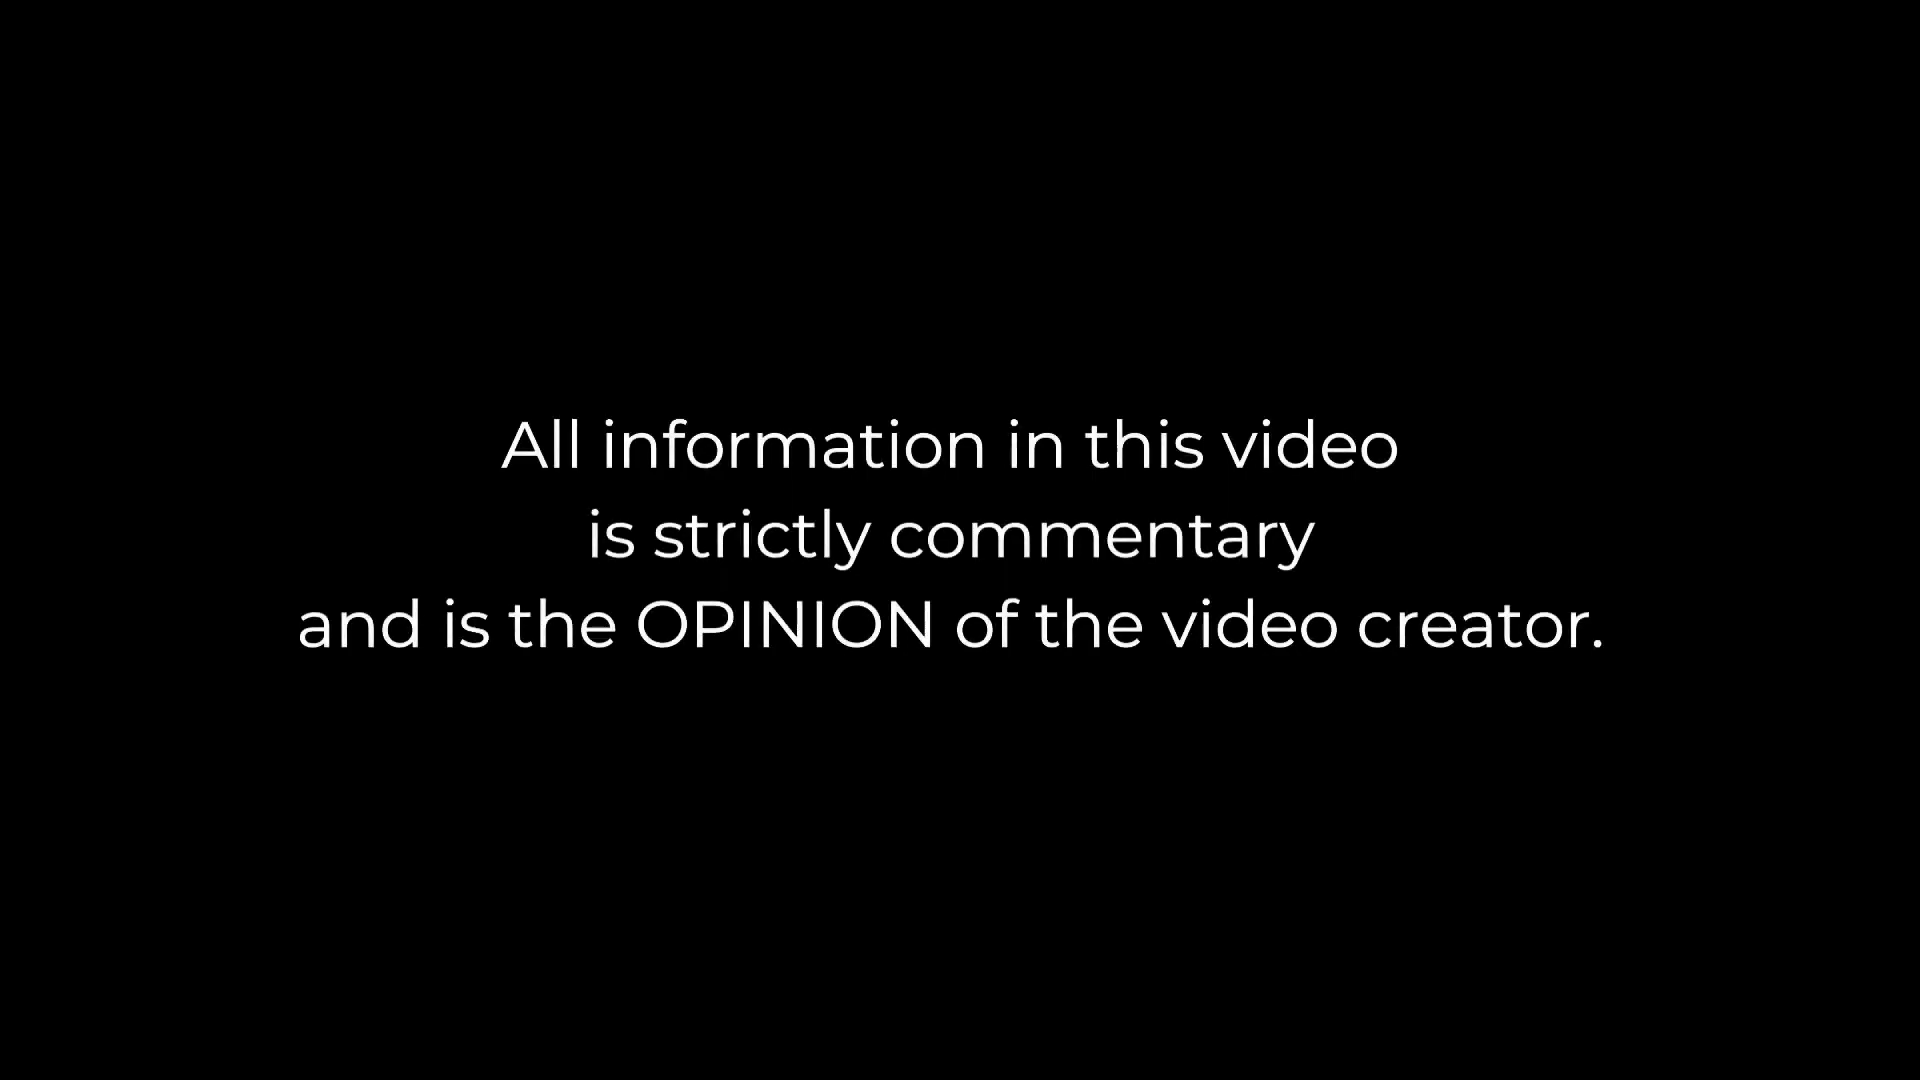 All information in this video
is strictly commentary
and is the OPINION of the video creator.